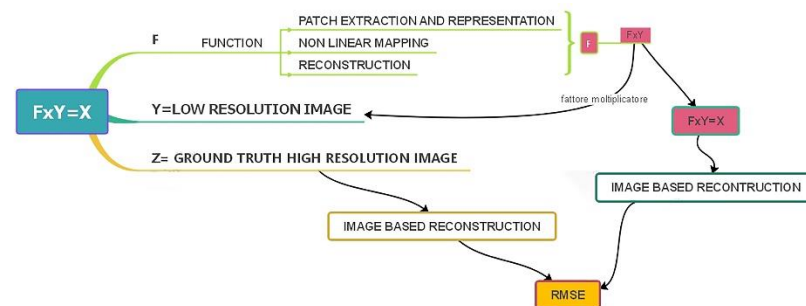 PATCH EXTRACTION AND REPRESENTATION
F
FUNCTION
NON LINEAR MAPPING
RECONSTRUCTION
F
FxY
fattore moltiplicatore
FxY=X
Y=LOW RESOLUTION IMAGE
FxY=X
Z= GROUND TRUTH HIGH RESOLUTION IMAGE
IMAGE BASED RECONTRUCTION
IMAGE BASED RECONSTRUCTION
RMSE